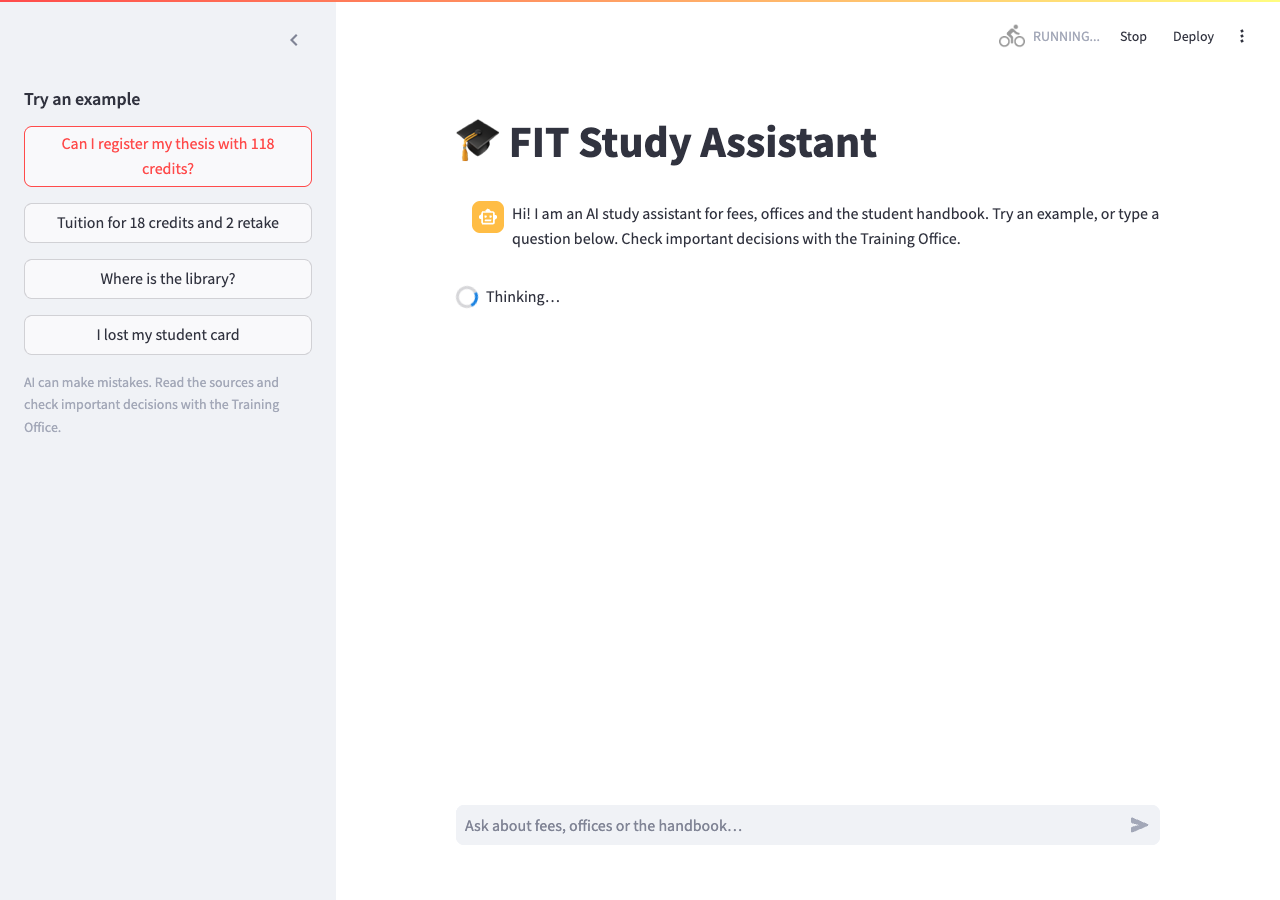 RUNNING...
Stop
Deploy
Try an example
Can I register my thesis with 118
credits?
Tuition for 18 credits and 2 retake
Where is the library?
I lost my student card
AI can make mistakes. Read the sources and
check important decisions with the Training
Office.
FIT Study Assistant
Hi! I am an AI study assistant for fees, offices and the student handbook. Try an example, or type a
question below. Check important decisions with the Training Office.
Thinking…
Ask about fees, offices or the handbook…